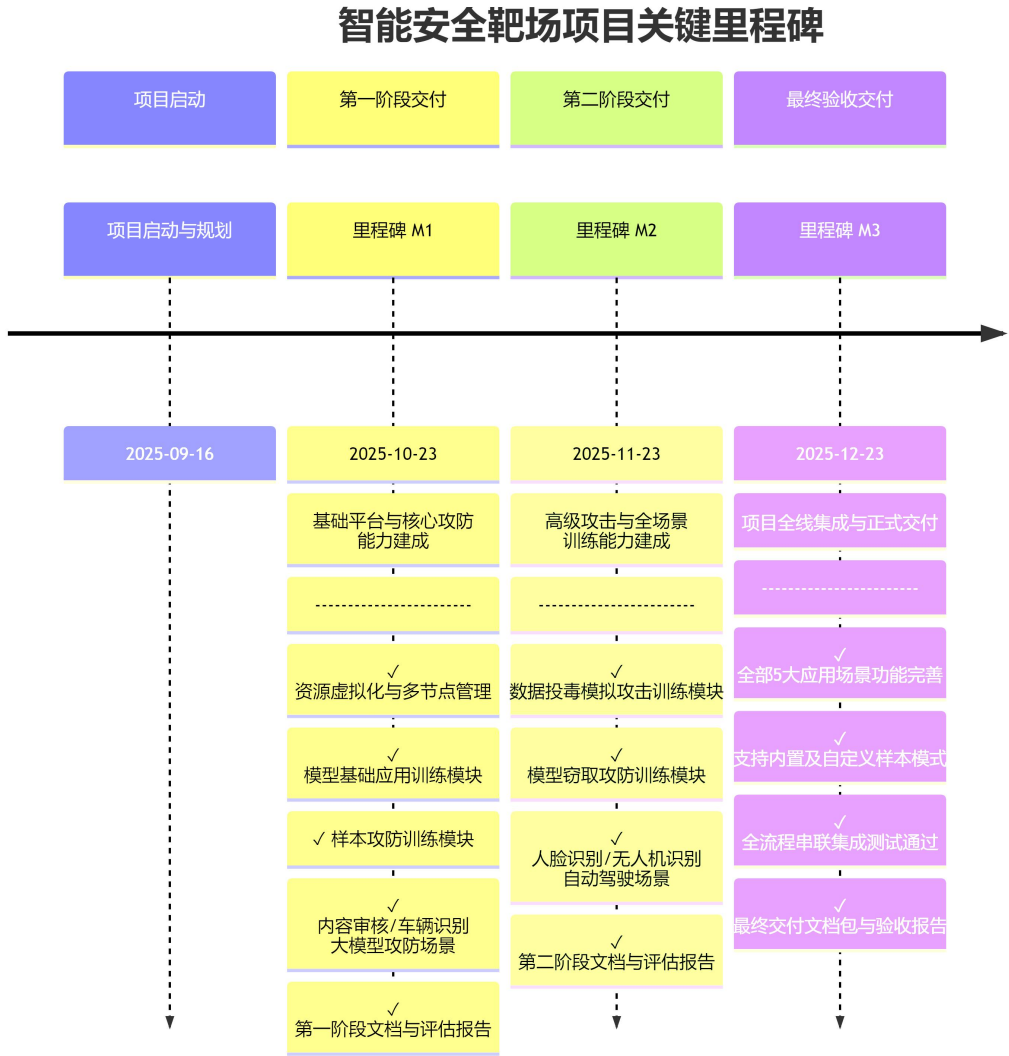 智能安全靶场项目关键里程碑
项目启动
第一阶段交付
第二阶段交付
最终验收交付
项目启动与规划
里程碑 M1
里程碑 M2
里程碑 M3
2025-09-16
2025-10-23
基础平台与核心攻防
能力建成
------------------------
✓
资源虚拟化与多节点管理
✓
模型基础应用训练模块
✓ 样本攻防训练模块
✓
内容审核/车辆识别
大模型攻防场景
✓
第一阶段文档与评估报告
2025-11-23
高级攻击与全场景
训练能力建成
------------------------
✓
数据投毒模拟攻击训练模块
✓
模型窃取攻防训练模块
✓
人脸识别/无人机识别
自动驾驶场景
✓
第二阶段文档与评估报告
2025-12-23
项目全线集成与正式交付
------------------------
✓
全部5大应用场景功能完善
✓
支持内置及自定义样本模式
✓
全流程串联集成测试通过
✓
最终交付文档包与验收报告